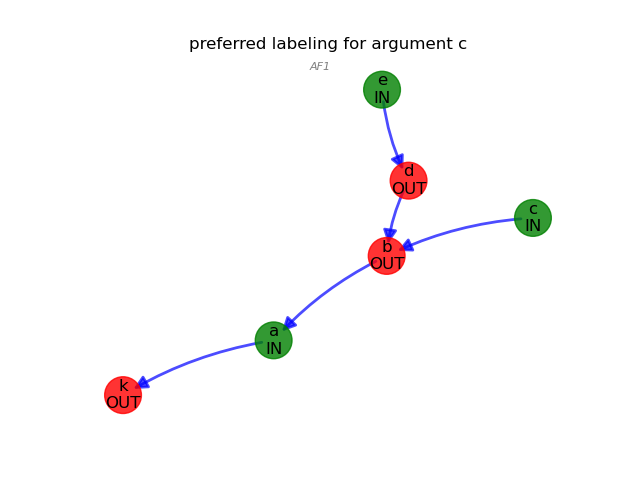 preferred labeling for argument c
AF1
e
IN
d
OUT
c
IN
b
OUT
a
IN
k
OUT